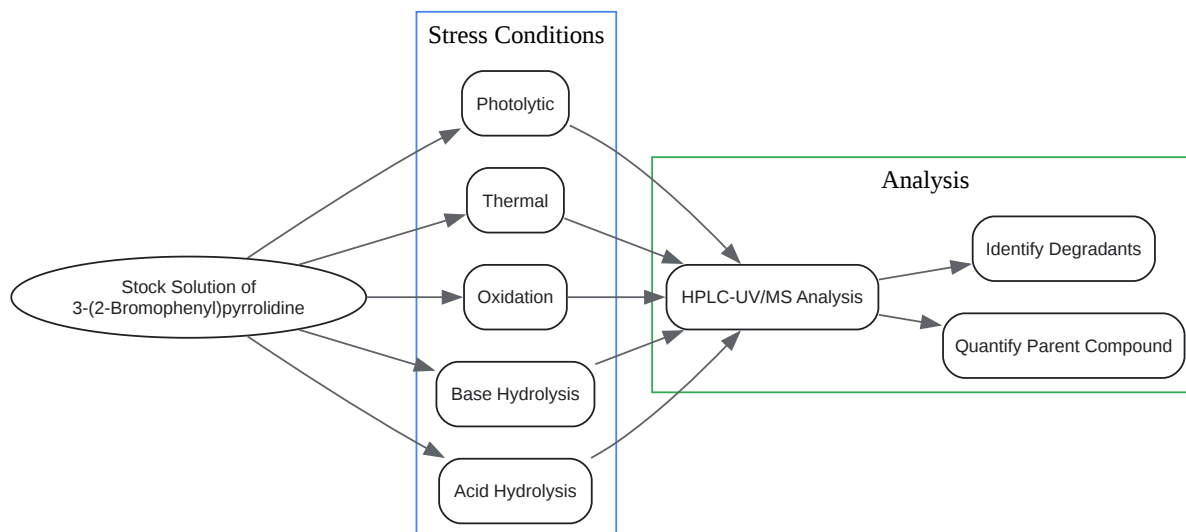 Stress Conditions
Photolytic
Thermal
Oxidation
Base Hydrolysis
Acid Hydrolysis
Stock Solution of
3-(2-Bromophenyl)pyrrolidine
Analysis
HPLC-UV/MS Analysis
Identify Degradants
Quantify Parent Compound